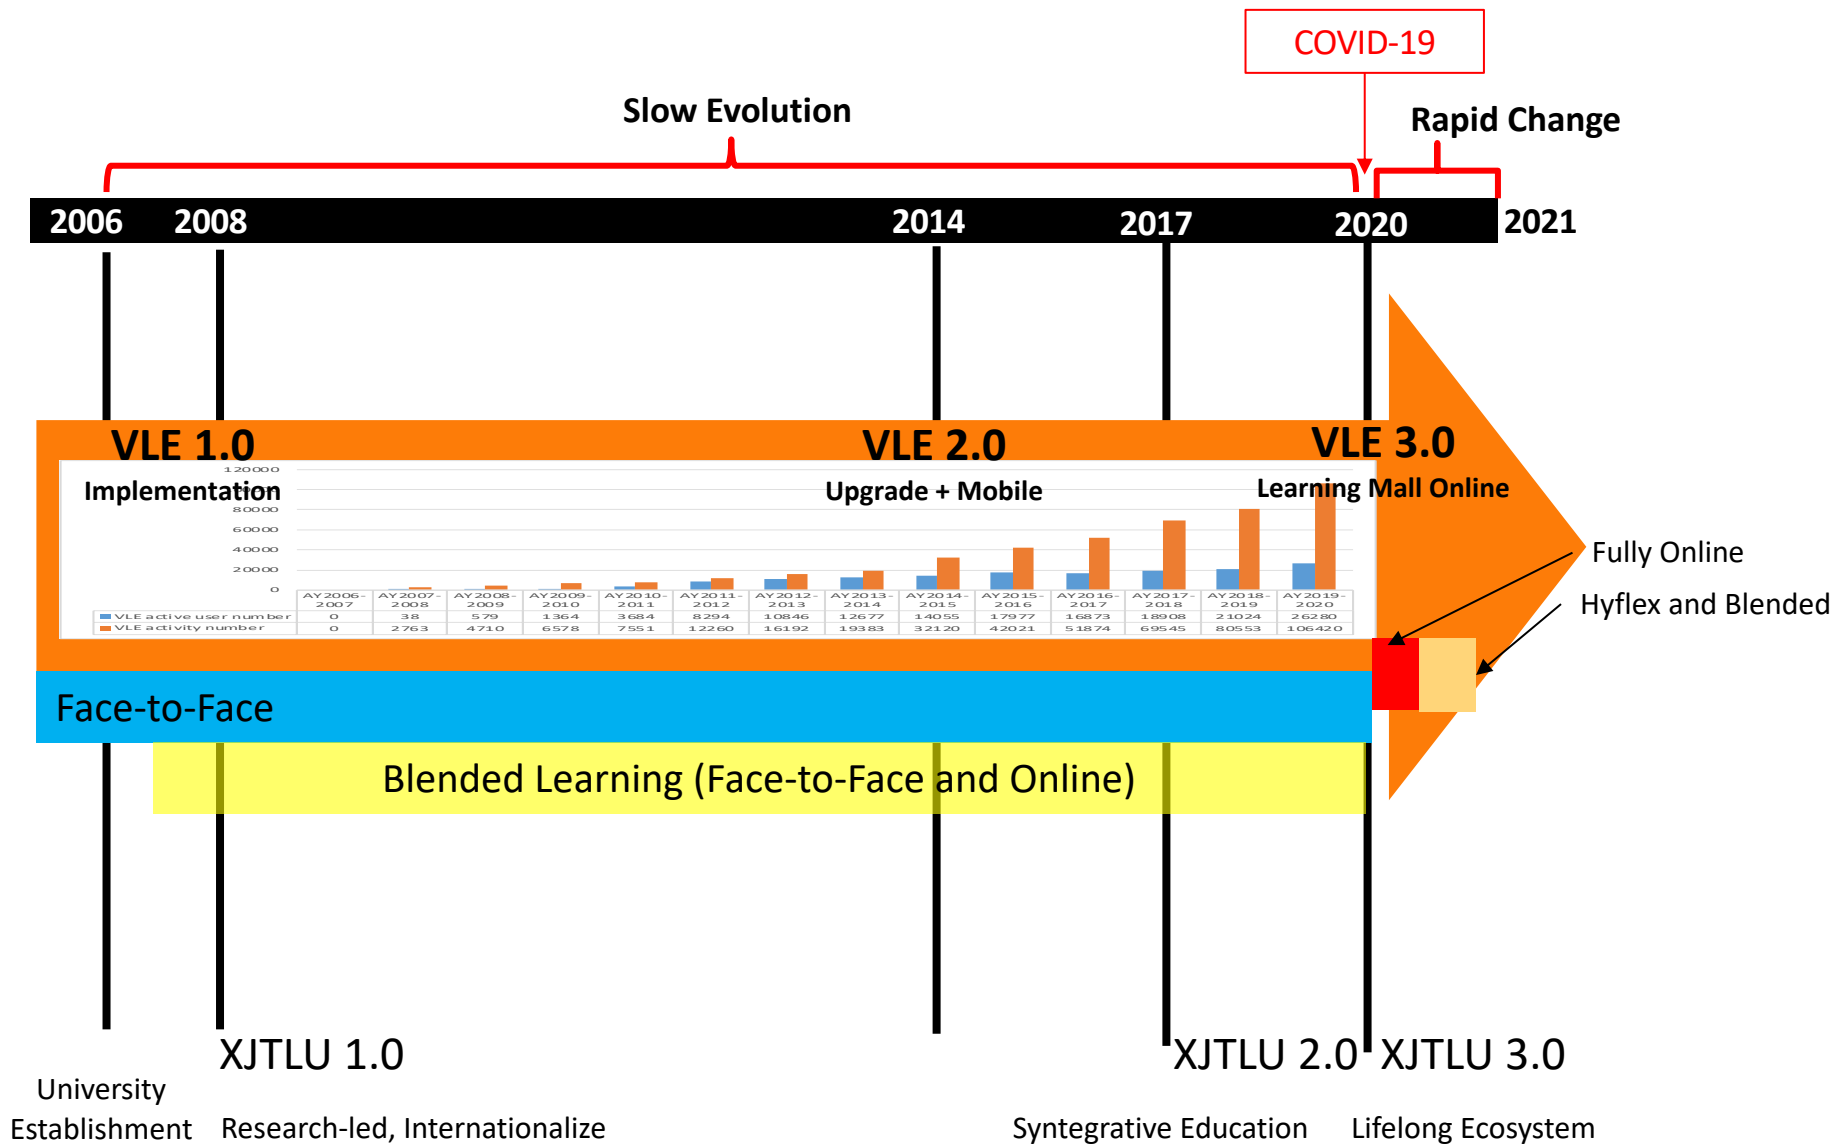 COVID-19
Slow Evolution
Rapid Change
2006 2008 2014 2017 2020 2021
VLE 1.0 VLE 2.0 VLE 3.0
Implementation Upgrade + Mobile Learning Mall Online
120000
80000
60000
40000
20000
0
AY2006-2007 AY2007-2008 AY2008-2009 AY2009-2010 AY2010-2011 AY2011-2012 AY2012-2013 AY2013-2014 AY2014-2015 AY2015-2016 AY2016-2017 AY2017-2018 AY2018-2019 AY2019-2020
VLE active user number 0 38 579 1364 3684 8294 10846 12677 14055 17977 16873 18908 21024 26280
VLE activity number 0 2763 4710 6578 7551 12260 16192 19383 32120 42021 51874 69545 80553 106420
Fully Online
Hyflex and Blended
Face-to-Face
Blended Learning (Face-to-Face and Online)
XJTLU 1.0 XJTLU 2.0 XJTLU 3.0
University
Establishment Research-led, Internationalize Syntegrative Education Lifelong Ecosystem